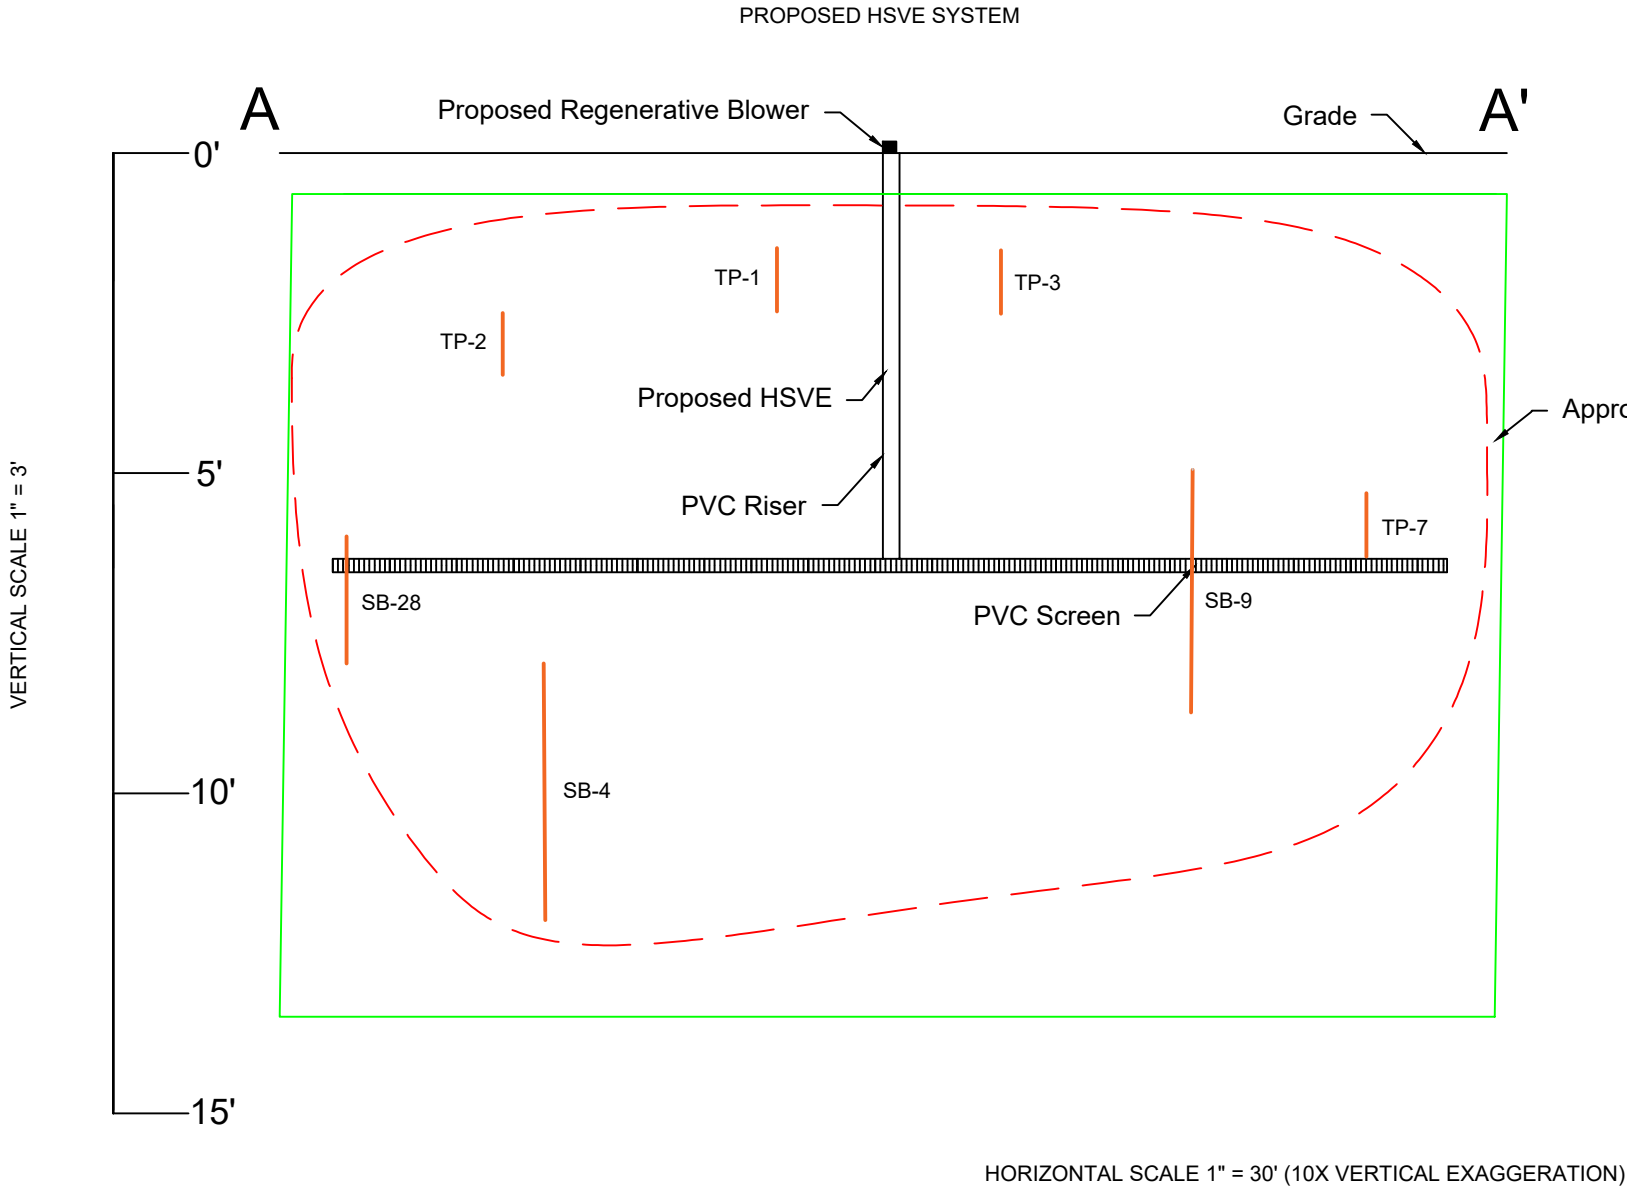 PROPOSED HSVE SYSTEM
A
Proposed Regenerative Blower
Grade
A'
0'
TP-1
TP-3
TP-2
Proposed HSVE
Appro
5'
PVC Riser
TP-7
SB-28
PVC Screen
SB-9
SB-4
10'
15'
VERTICAL SCALE 1" = 3'
HORIZONTAL SCALE 1" = 30' (10X VERTICAL EXAGGERATION)